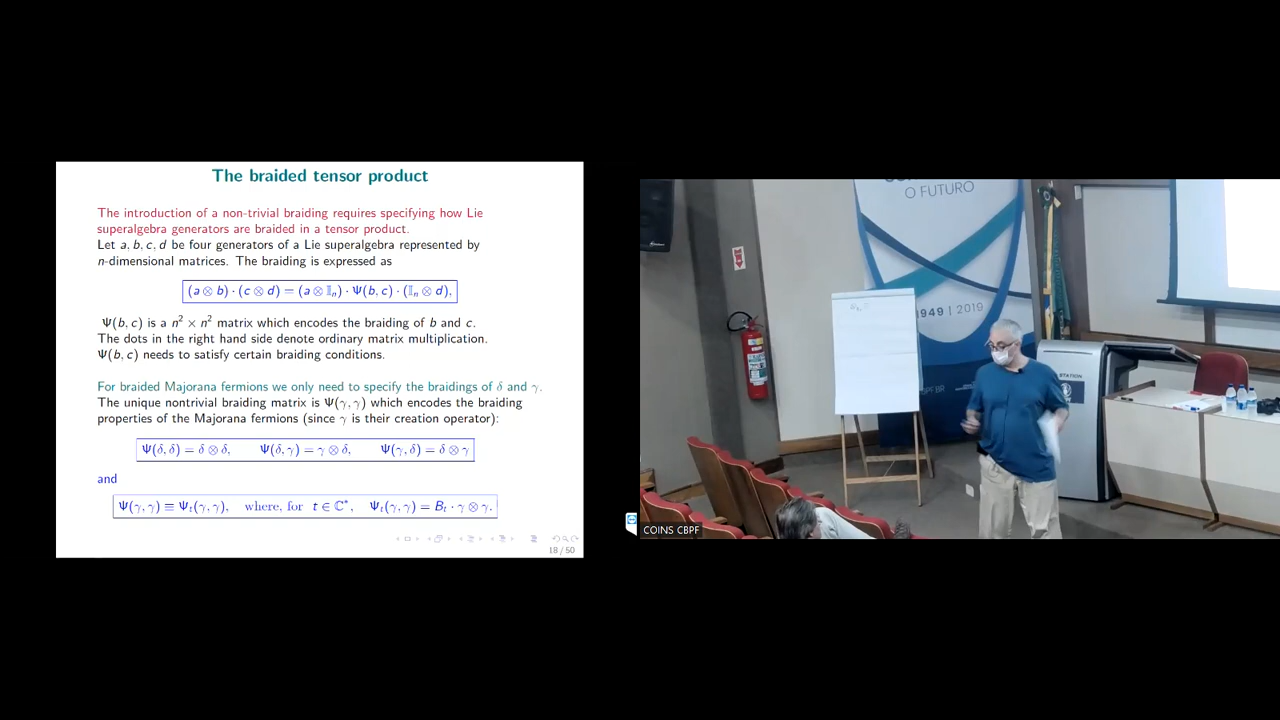 The braided tensor product
The introduction of a non-trivial braiding requires specifying how Lie
superalgebra generators are braided in a tensor product.
Let a, b, c, d be four generators of a Lie superalgebra represented by
n-dimensional matrices. The braiding is expressed as
(a ⊗ b) · (c ⊗ d) = (a ⊗ 𝕀ₙ) · Ψ(b, c) · (𝕀ₙ ⊗ d),
Ψ(b, c) is a n² × n² matrix which encodes the braiding of b and c.
The dots in the right hand side denote ordinary matrix multiplication.
Ψ(b, c) needs to satisfy certain braiding conditions.
For braided Majorana fermions we only need to specify the braidings of δ and γ.
The unique nontrivial braiding matrix is Ψ(γ, γ) which encodes the braiding
properties of the Majorana fermions (since γ is their creation operator):
Ψ(δ, δ) = δ ⊗ δ, Ψ(δ, γ) = γ ⊗ δ, Ψ(γ, δ) = δ ⊗ γ
and
Ψ(γ, γ) ≡ Ψₜ(γ, γ), where, for t ∈ ℂ*, Ψₜ(γ, γ) = Bₜ · γ ⊗ γ.
18 / 50
O FUTURO
1949 | 2019
STATION
COINS CBPF